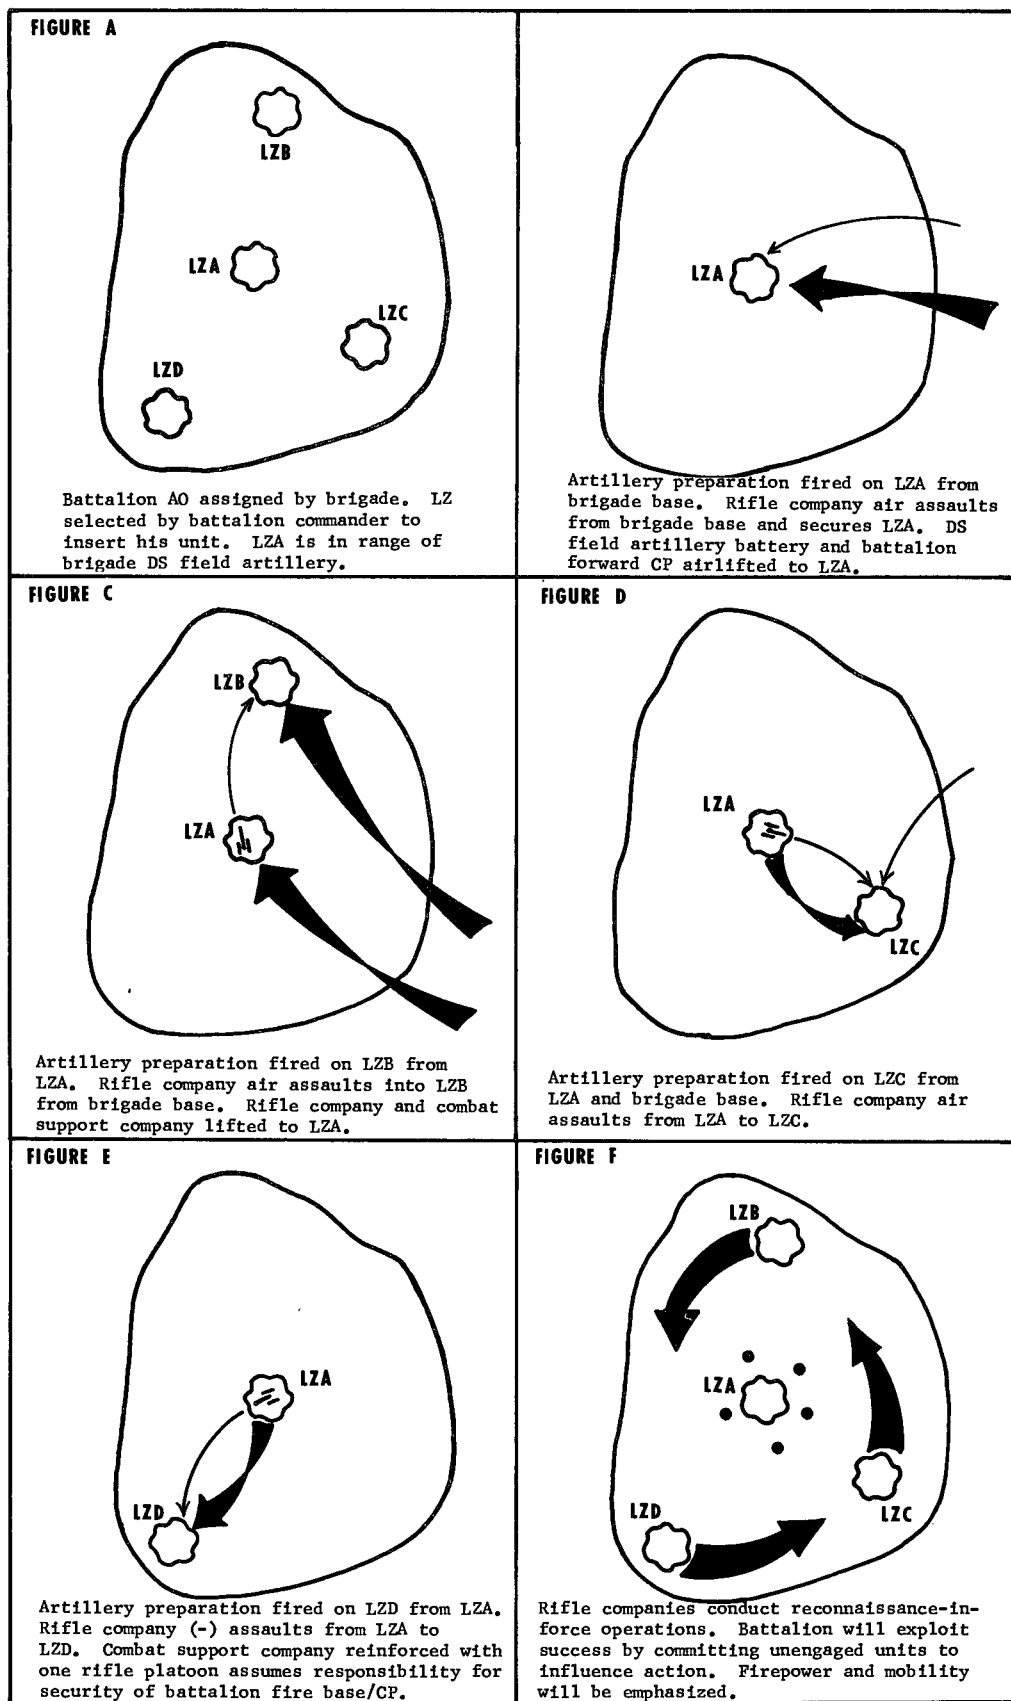 FIGURE A
LZB
LZA
LZC
LZD
Battalion AO assigned by brigade. LZ
selected by battalion commander to
insert his unit. LZA is in range of
brigade DS field artillery.
LZA
Artillery preparation fired on LZA from
brigade base. Rifle company air assaults
from brigade base and secures LZA. DS
field artillery battery and battalion
forward CP airlifted to LZA.
FIGURE C
LZB
LZA
Artillery preparation fired on LZB from
LZA. Rifle company air assaults into LZB
from brigade base. Rifle company and combat
support company lifted to LZA.
FIGURE D
LZA
LZC
Artillery preparation fired on LZC from
LZA and brigade base. Rifle company air
assaults from LZA to LZC.
FIGURE E
LZA
LZD
Artillery preparation fired on LZD from LZA.
Rifle company (-) assaults from LZA to
LZD. Combat support company reinforced with
one rifle platoon assumes responsibility for
security of battalion fire base/CP.
FIGURE F
LZB
LZA
LZD
LZC
Rifle companies conduct reconnaissance-in-
force operations. Battalion will exploit
success by committing unengaged units to
influence action. Firepower and mobility
will be emphasized.